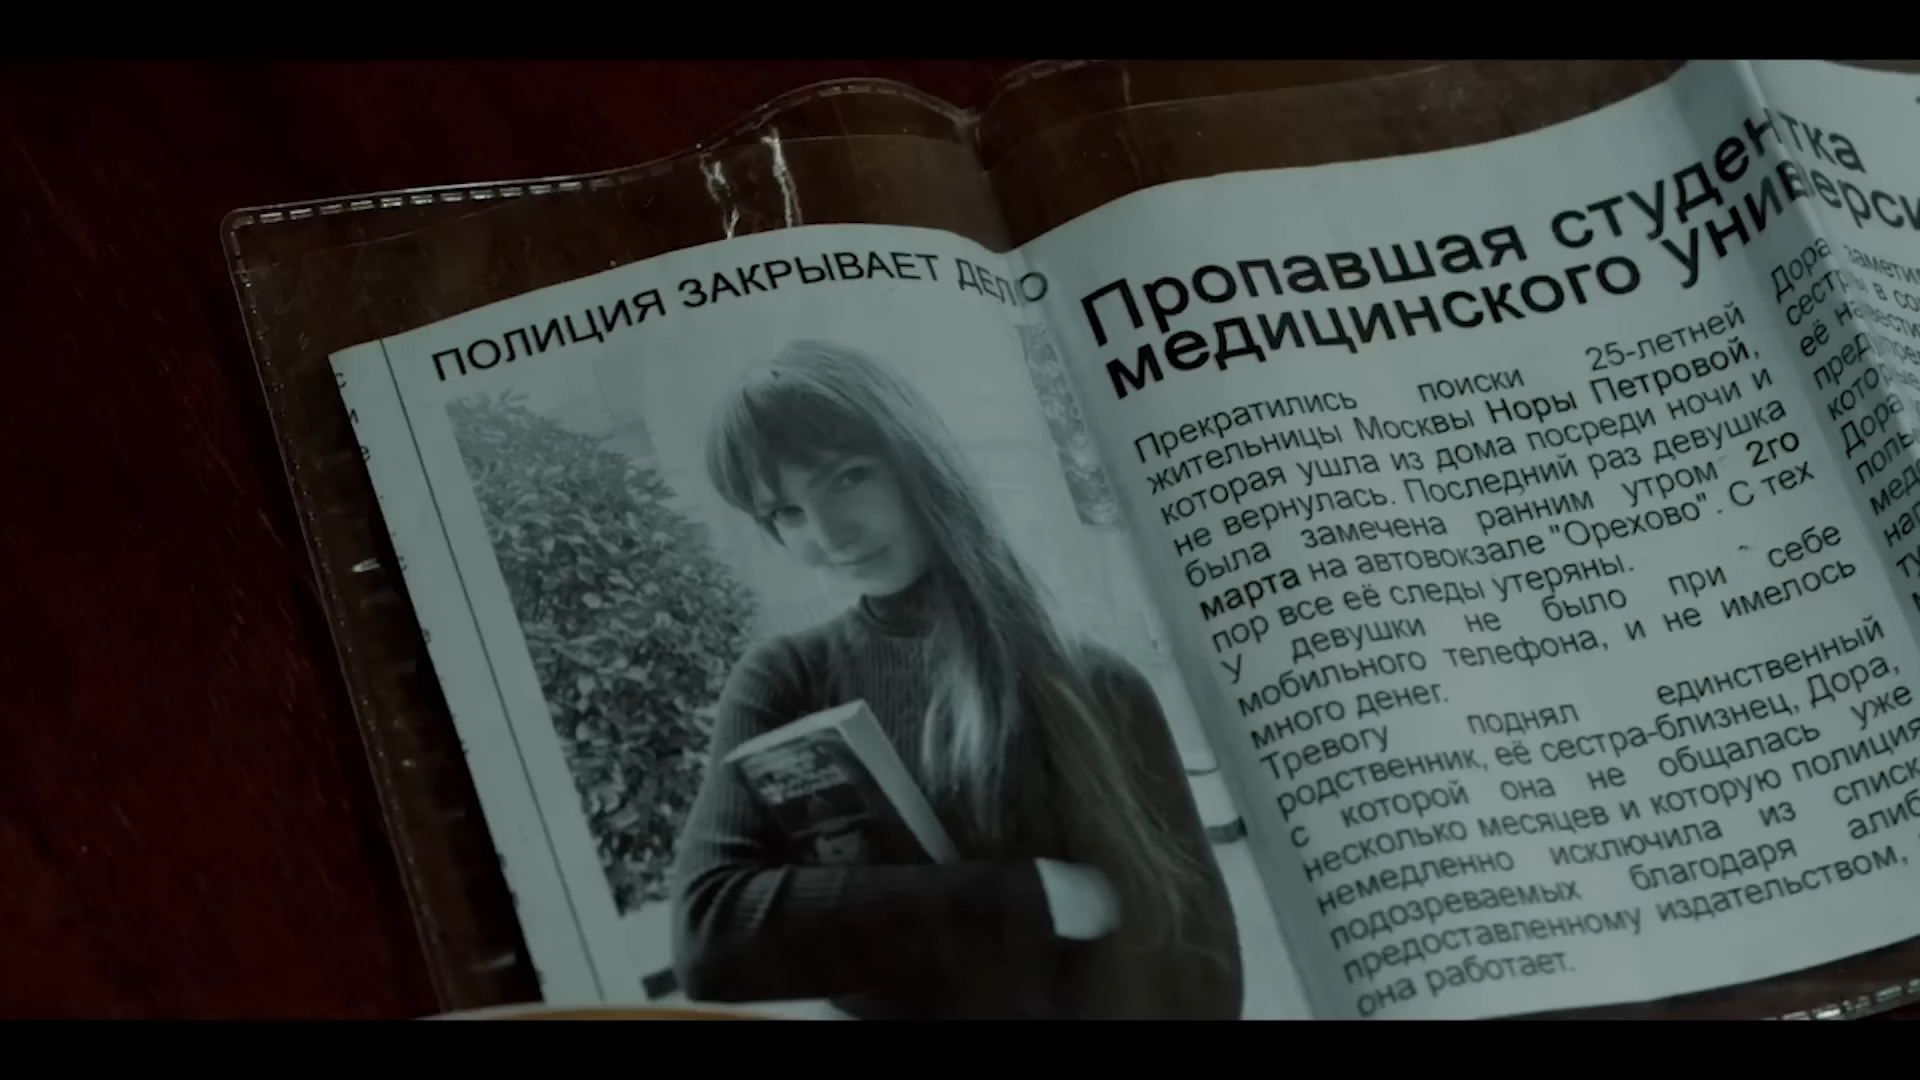 ПОЛИЦИЯ ЗАКРЫВАЕТ ДЕЛО
Пропавшая студентка
медицинского
Прекратились поиски 25-летней
жительницы Москвы Норы Петровой,
которая ушла из дома посреди ночи и
не вернулась. Последний раз девушка
была замечена ранним утром 2го
марта на автовокзале "Орехово". С тех
пор все её следы утеряны.
У девушки не было при себе
мобильного телефона, и не имелось
много денег.
Тревогу поднял единственный
родственник, её сестра-близнец, Дора,
с которой она не общалась уже
несколько месяцев и которую полиция
немедленно исключила из
подозреваемых благодаря
предоставленному издательством,
она работает.
Дора
сестры в
её
Дора